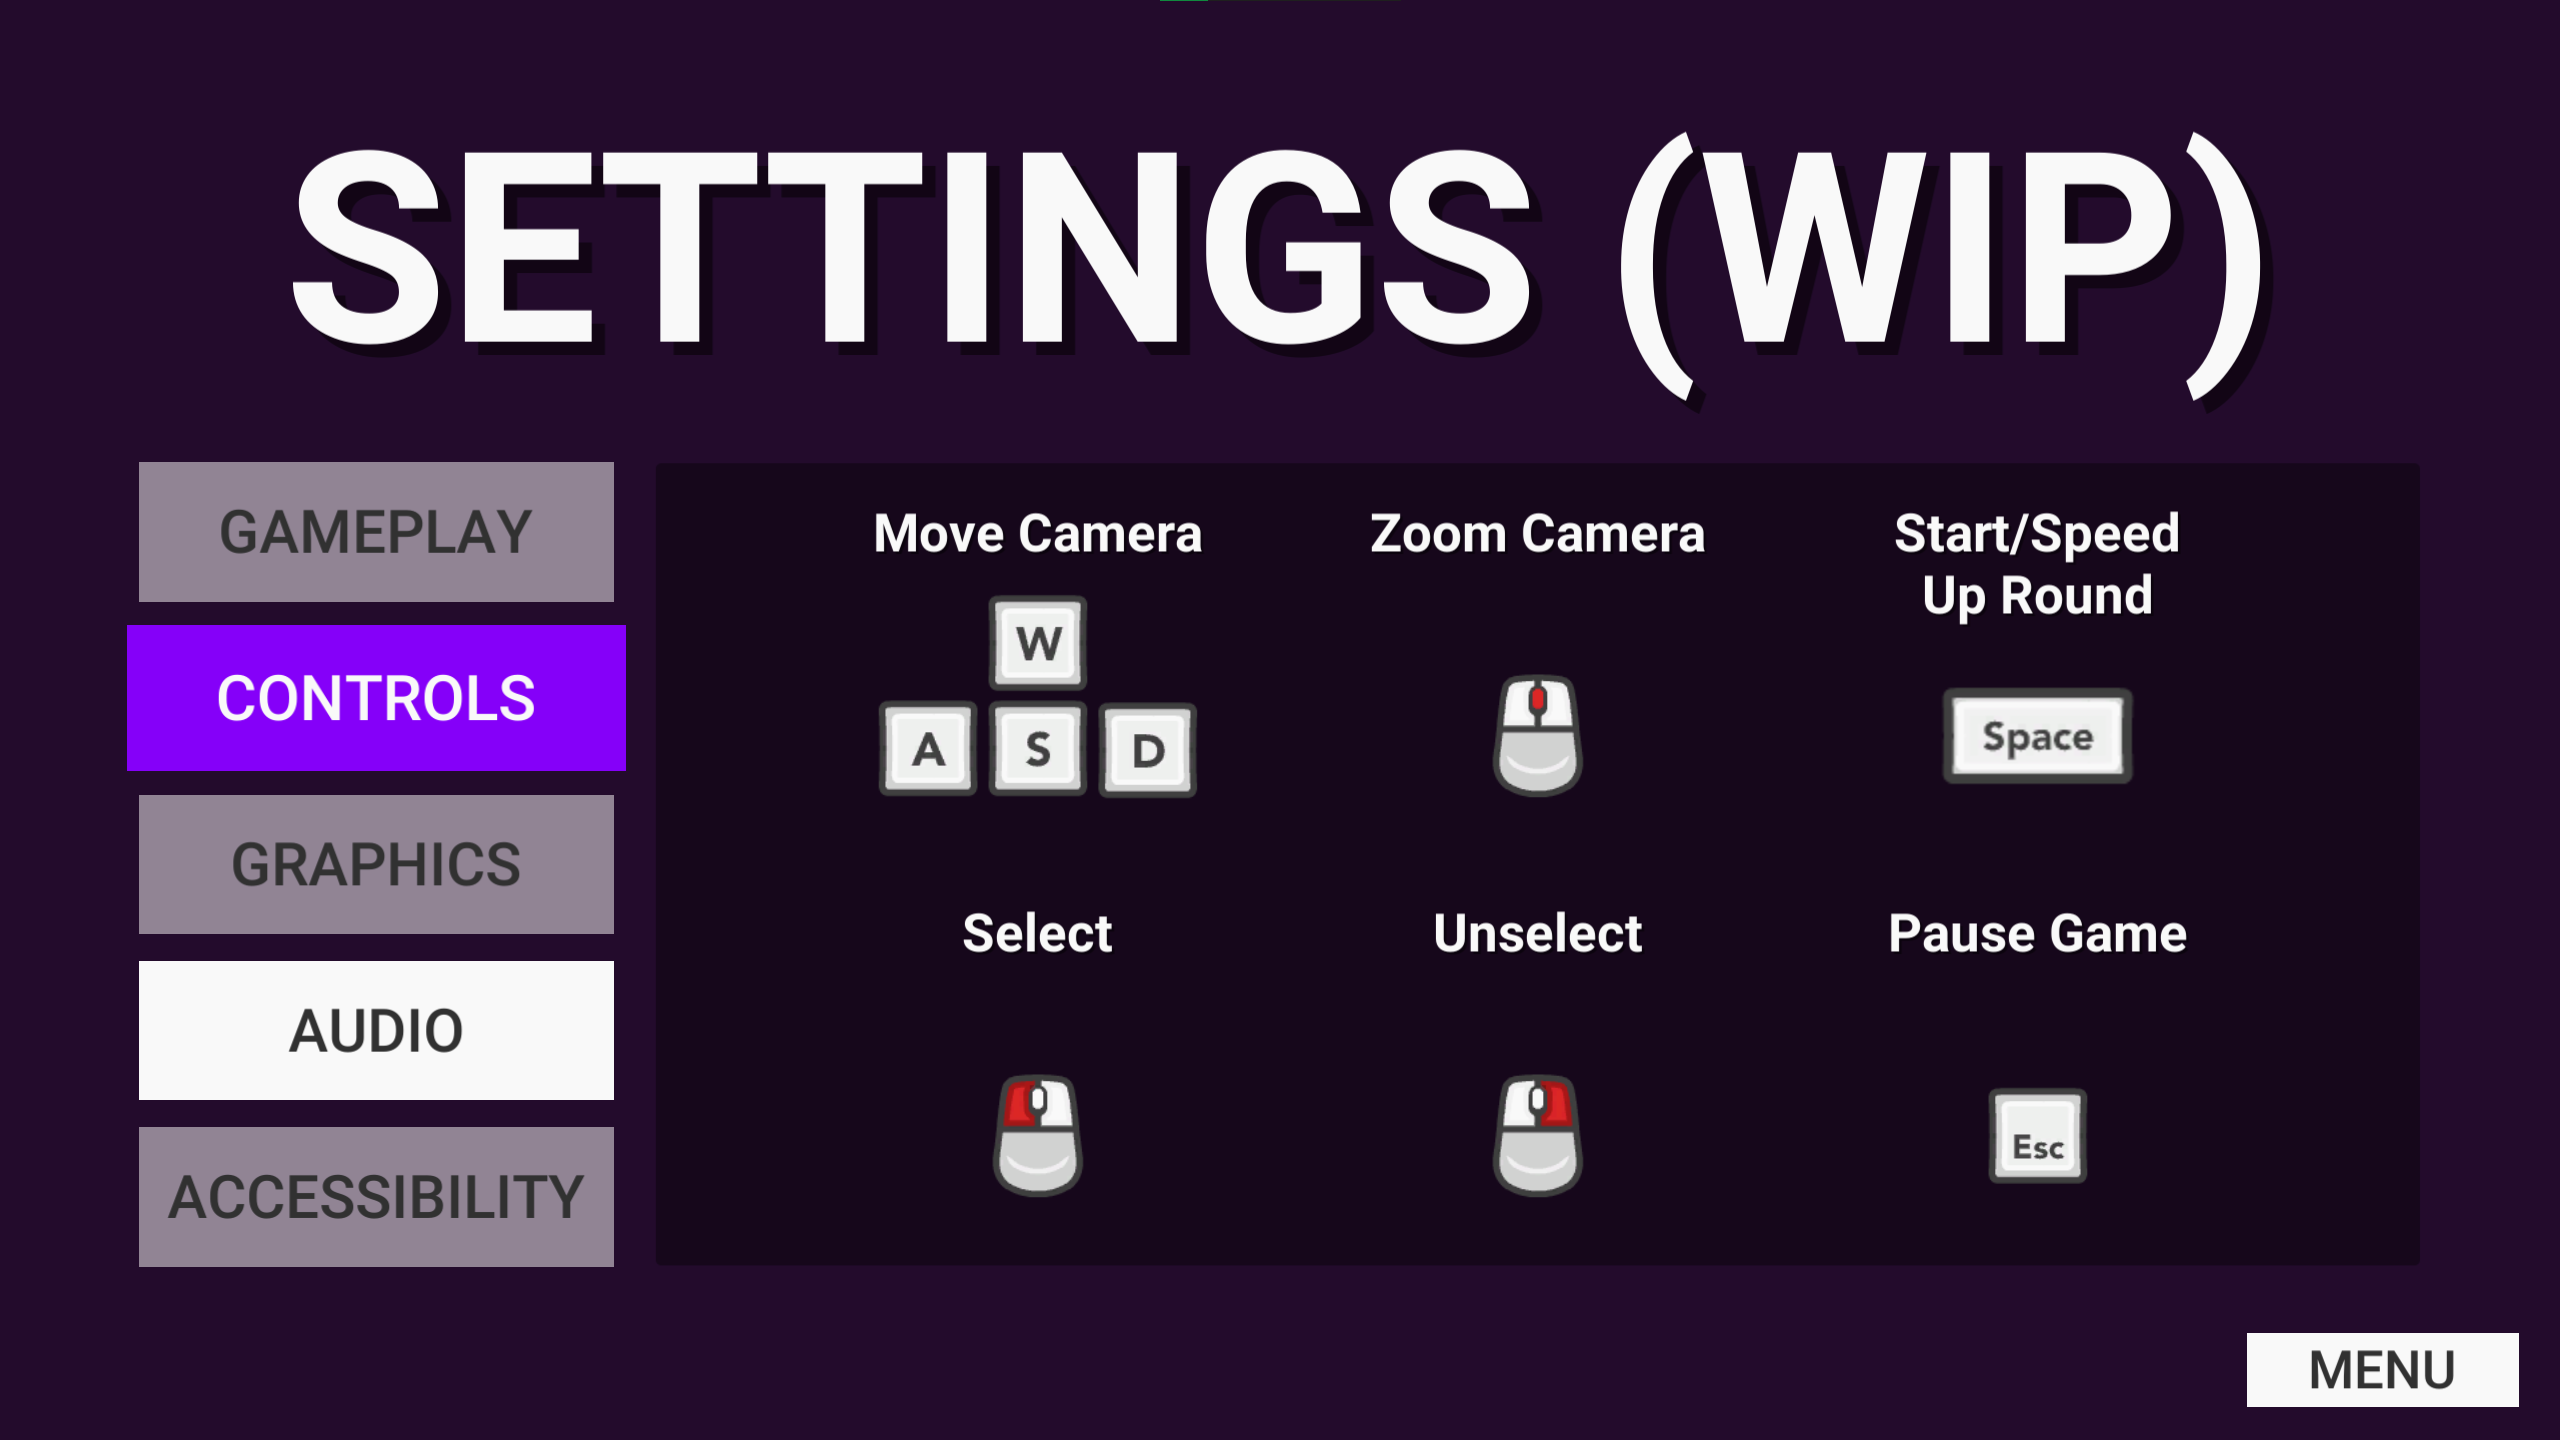 SETTINGS (WIP)
GAMEPLAY
CONTROLS
GRAPHICS
AUDIO
ACCESSIBILITY
Move Camera
W
A S D
Zoom Camera
Start/Speed
Up Round
Space
Select
Unselect
Pause Game
Esc
MENU